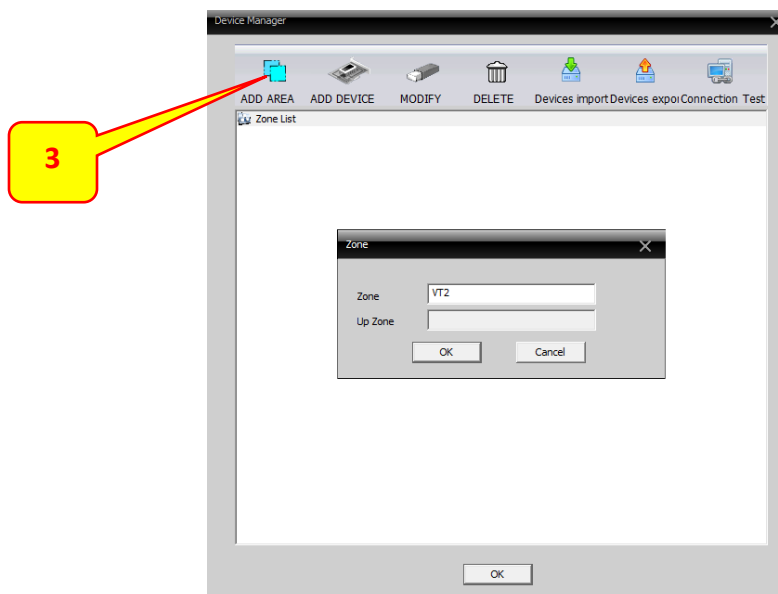 Device Manager
ADD AREA ADD DEVICE MODIFY DELETE Devices import Devices expor Connection Test
3
Zone List
Zone
Zone VT2
Up Zone
OK Cancel
OK